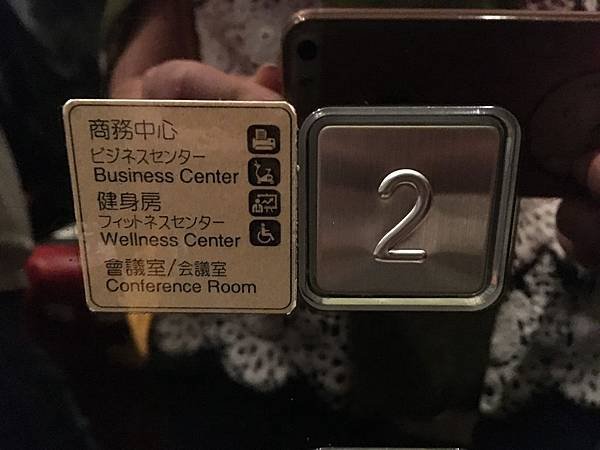 商務中心
ビジネスセンター
Business Center
健身房
フィットネスセンター
Wellness Center
會議室/会議室
Conference Room
2